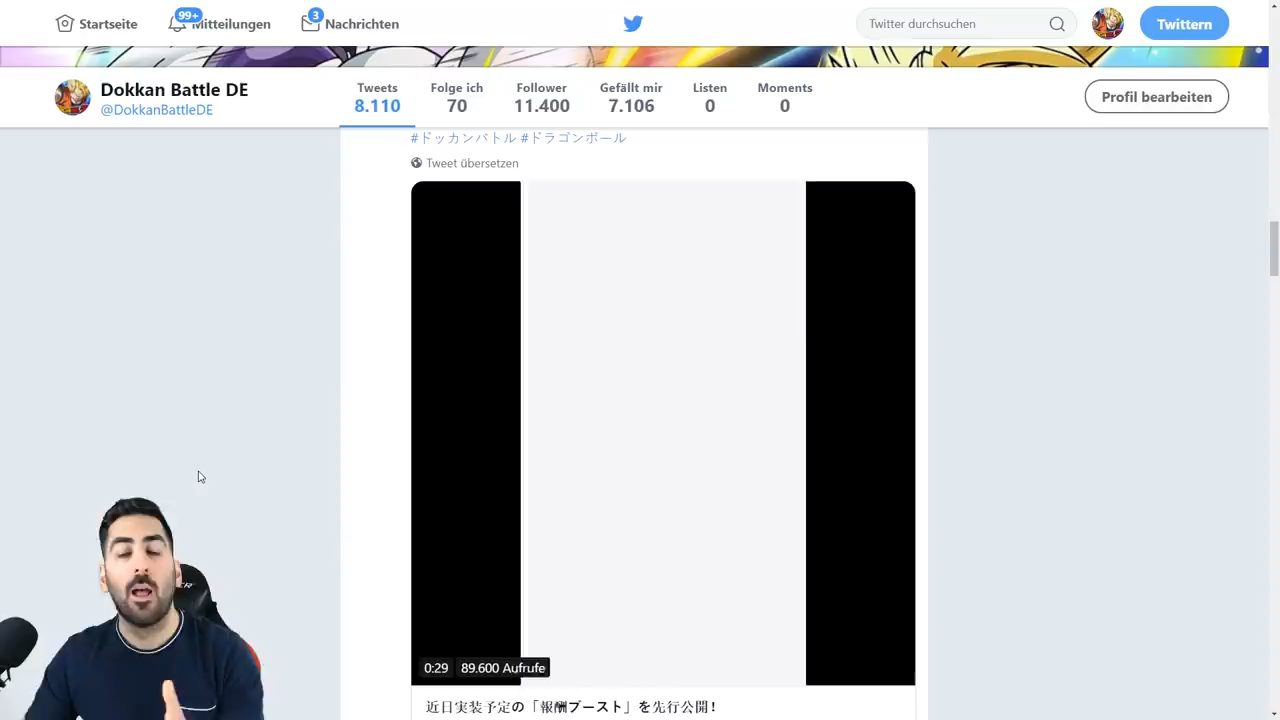 Startseite
99+
Mitteilungen
3
Nachrichten
Twitter durchsuchen
Twittern
Dokkan Battle DE
@DokkanBattleDE
Tweets
8.110
Folge ich
70
Follower
11.400
Gefällt mir
7.106
Listen
0
Moments
0
Profil bearbeiten
#ドッカンバトル #ドラゴンボール
Tweet übersetzen
0:29 89.600 Aufrufe
近日実装予定の「報酬ブースト」を先行公開!